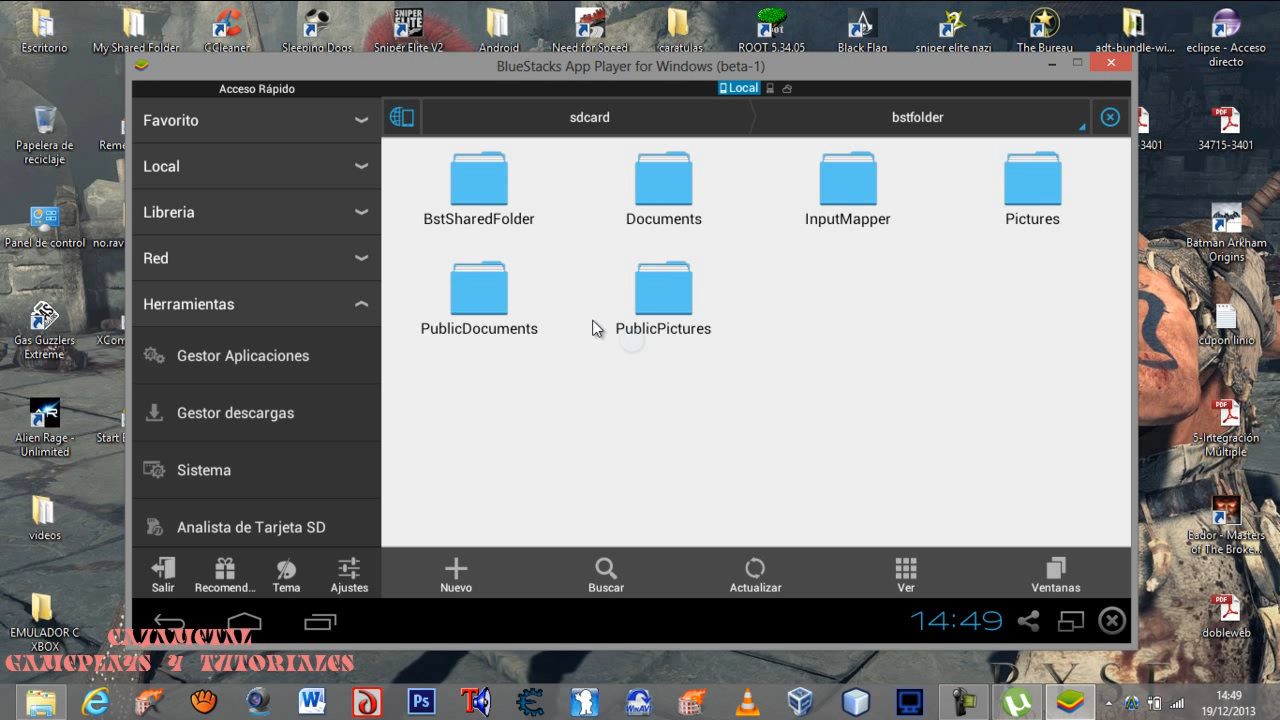 Escritorio
My Shared Folder
CCleaner
Sleeping Dogs
Sniper Elite V2
Android
Need for Speed
caratulas
ROOT 5.34.05
Black Flag
sniper elite nazi
The Bureau
adt-bundle-wi...
eclipse - Acceso directo
BlueStacks App Player for Windows (beta-1)
Acceso Rápido
Local
Favorito
sdcard
bstfolder
Local
Libreria
Red
Herramientas
Gestor Aplicaciones
Gestor descargas
Sistema
Analista de Tarjeta SD
BstSharedFolder
Documents
InputMapper
Pictures
PublicDocuments
PublicPictures
Salir
Recomend...
Tema
Ajustes
Nuevo
Buscar
Actualizar
Ver
Ventanas
14:49
Papelera de reciclaje
Panel de control
Gas Guzzlers Extreme
Alien Rage - Unlimited
videos
EMULADOR C XBOX
34715-3401
Batman Arkham Origins
cupon linio
5-Integración Múltiple
Eador - Masters of The Broke...
dobleweb
CAJAMETAL
GAMEPLAYS Y TUTORIALES
14:49
19/12/2013